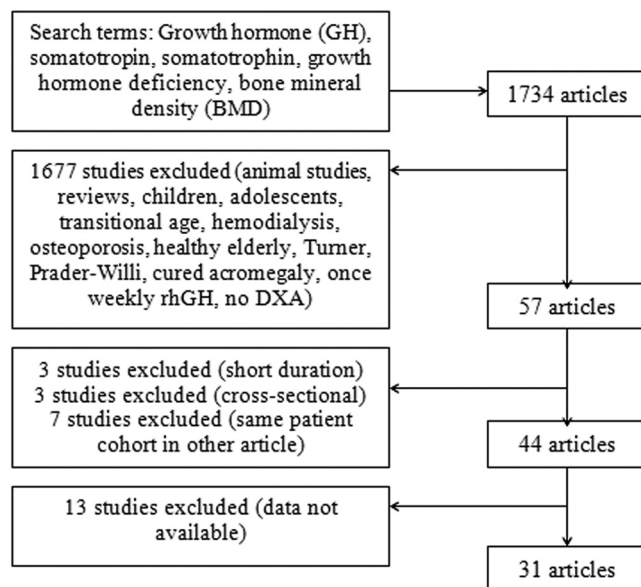 Search terms: Growth hormone (GH),
somatotropin, somatotrophin, growth
hormone deficiency, bone mineral
density (BMD)
1734 articles
1677 studies excluded (animal studies,
reviews, children, adolescents,
transitional age, hemodialysis,
osteoporosis, healthy elderly, Turner,
Prader-Willi, cured acromegaly, once
weekly rhGH, no DXA)
57 articles
3 studies excluded (short duration)
3 studies excluded (cross-sectional)
7 studies excluded (same patient
cohort in other article)
44 articles
13 studies excluded (data not
available)
31 articles